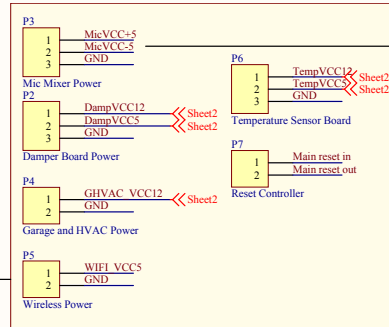 P3
1 MicVCC+5
2 MicVCC-5
3 GND
Mic Mixer Power
P2
1 DampVCC12 Sheet2
2 DampVCC5 Sheet2
3 GND
Damper Board Power
P4
1 GHVAC_VCC12 Sheet2
2 GND
Garage and HVAC Power
P5
1 WIFI_VCC5
2 GND
Wireless Power
P6
1 TempVCC12 Sheet2
2 TempVCC5 Sheet2
3 GND
Temperature Sensor Board
P7
1 Main reset in
2 Main reset out
Reset Controller